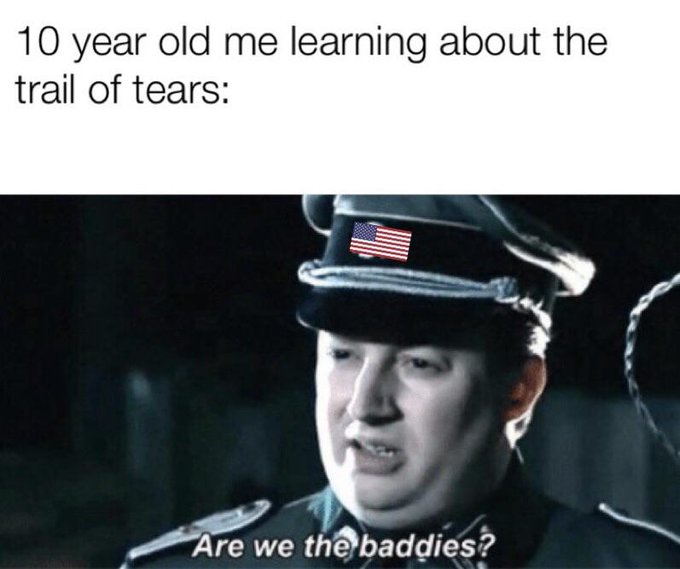 10 year old me learning about the
trail of tears:
Are we the baddies?